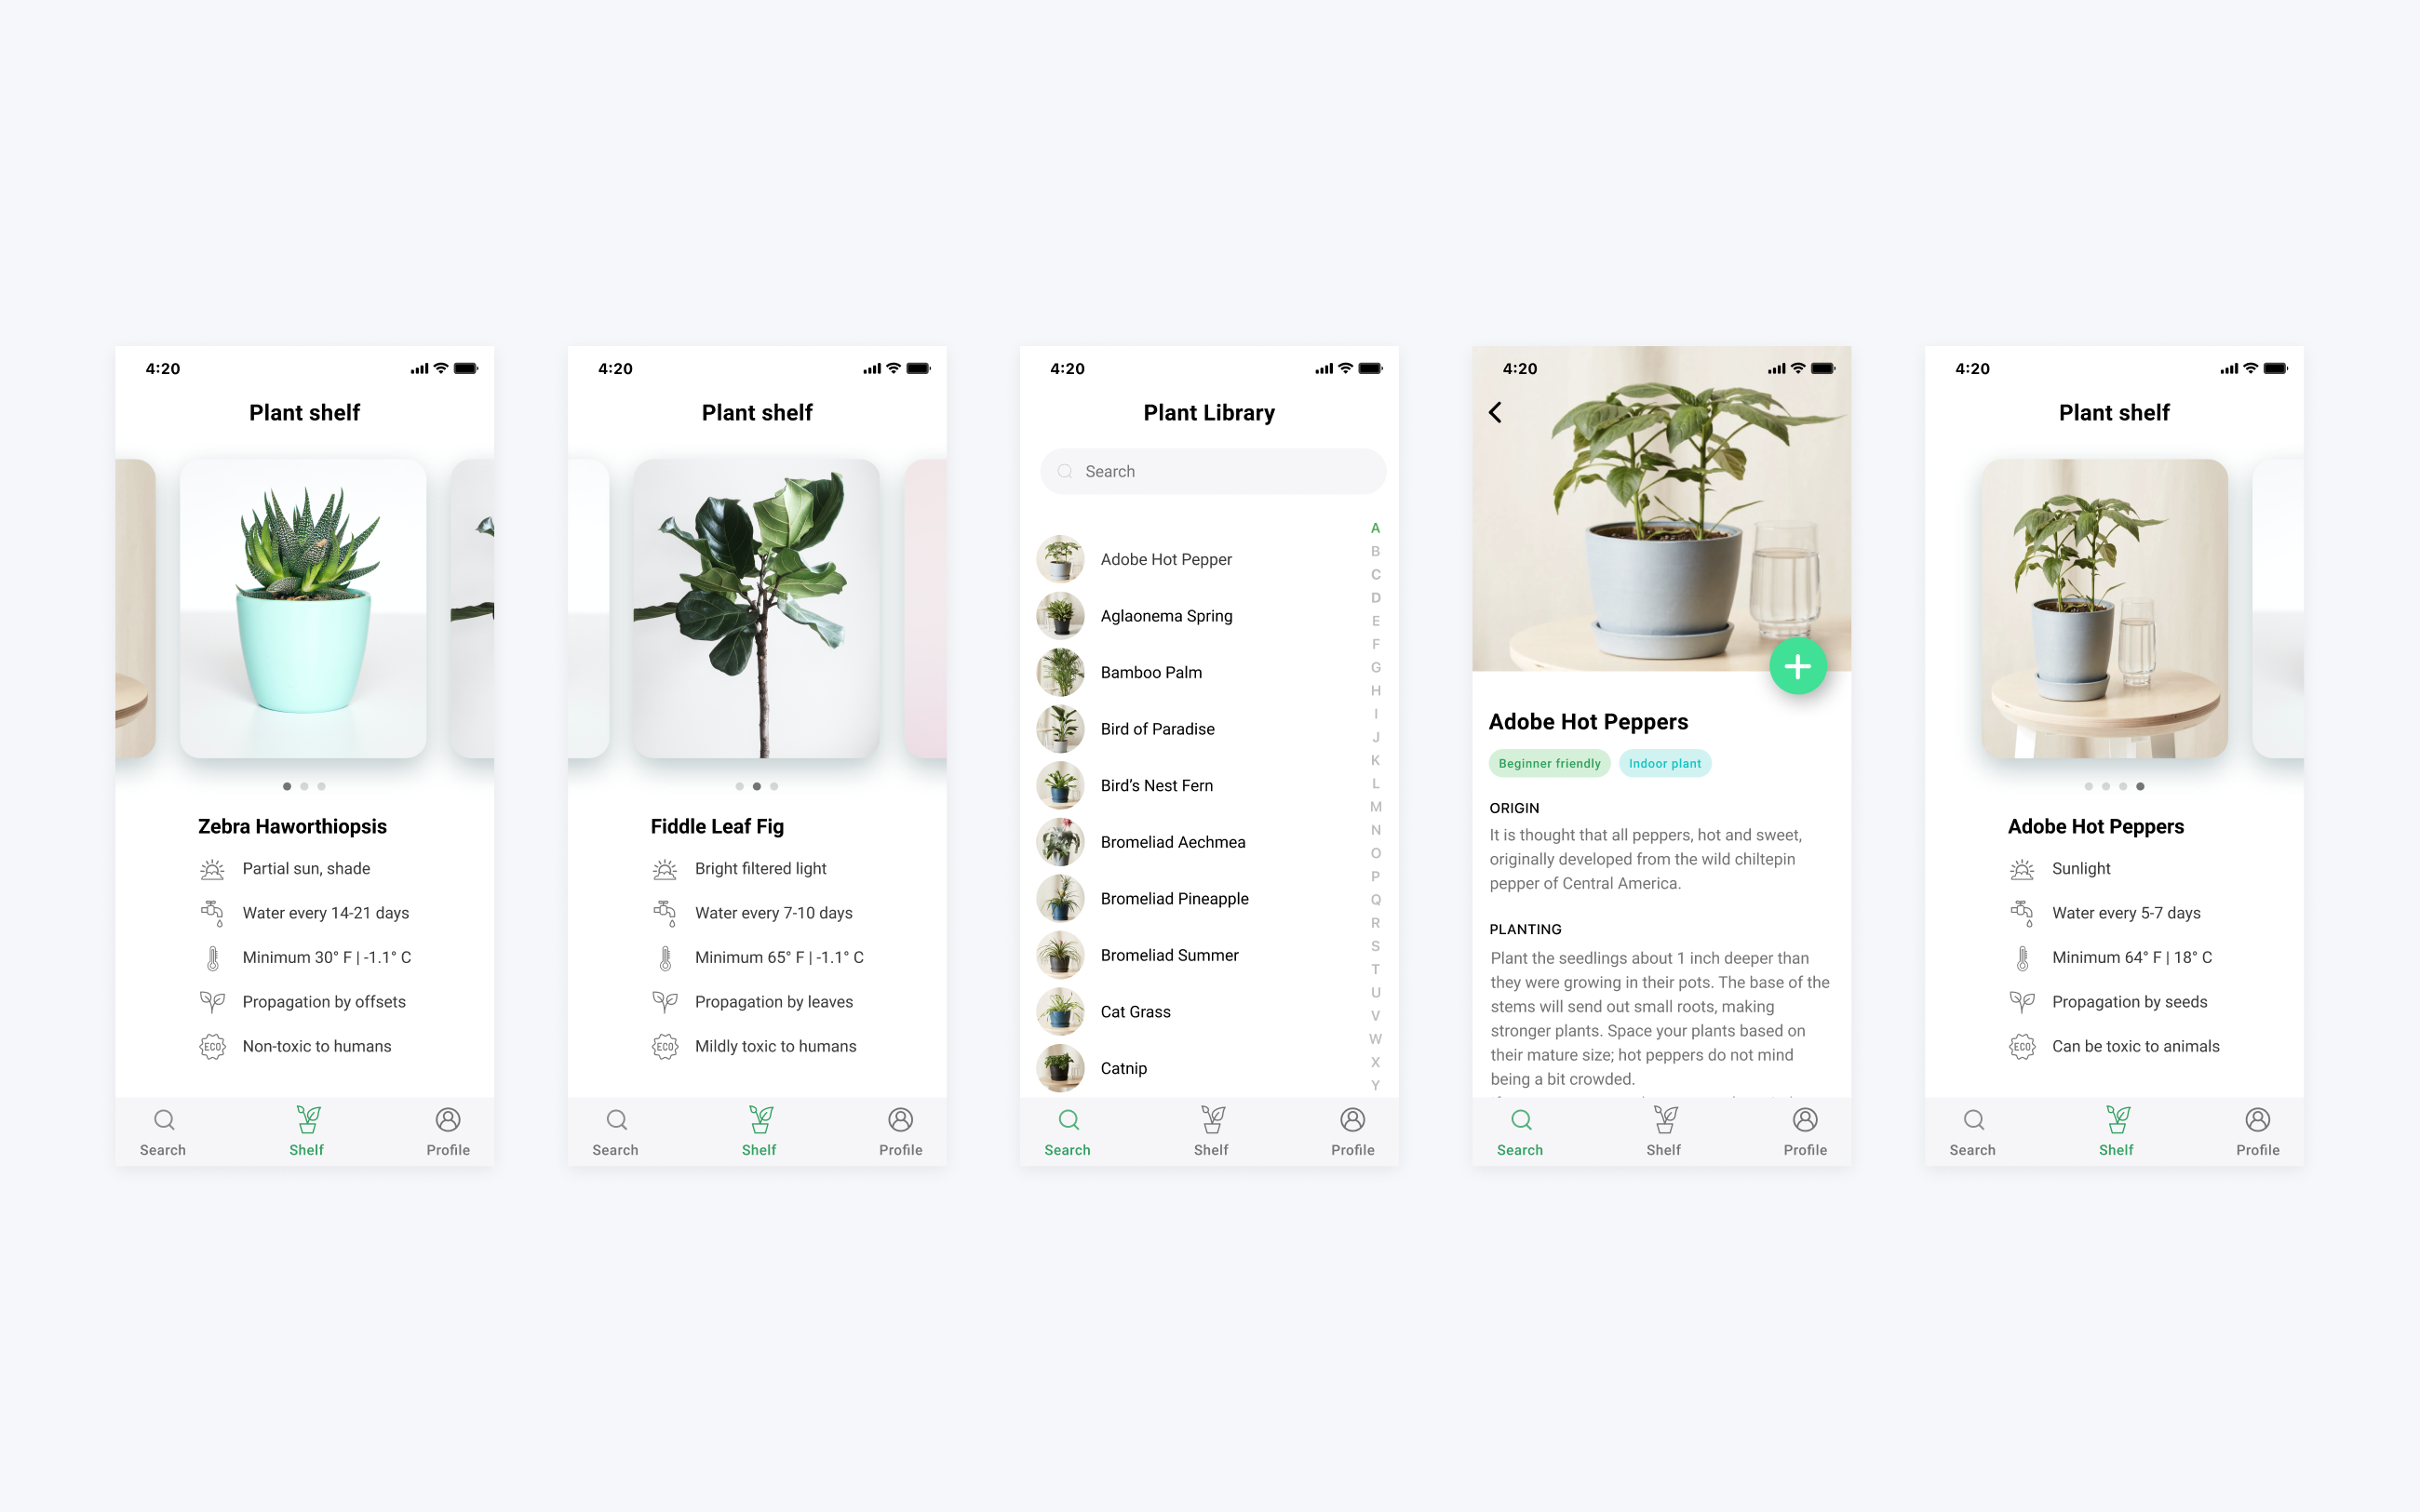 4:20
Plant shelf
Zebra Haworthiopsis
Partial sun, shade
Water every 14-21 days
Minimum 30° F | -1.1° C
Propagation by offsets
ECO
Non-toxic to humans
Search
Shelf
Profile
4:20
Plant shelf
Fiddle Leaf Fig
Bright filtered light
Water every 7-10 days
Minimum 65° F | -1.1° C
Propagation by leaves
ECO
Mildly toxic to humans
Search
Shelf
Profile
4:20
Plant Library
Search
Adobe Hot Pepper
Aglaonema Spring
Bamboo Palm
Bird of Paradise
Bird’s Nest Fern
Bromeliad Aechmea
Bromeliad Pineapple
Bromeliad Summer
Cat Grass
Catnip
A
B
C
D
E
F
G
H
I
J
K
L
M
N
O
P
Q
R
S
T
U
V
W
X
Y
Search
Shelf
Profile
4:20
Adobe Hot Peppers
Beginner friendly
Indoor plant
ORIGIN
It is thought that all peppers, hot and sweet,
originally developed from the wild chiltepin
pepper of Central America.
PLANTING
Plant the seedlings about 1 inch deeper than
they were growing in their pots. The base of the
stems will send out small roots, making
stronger plants. Space your plants based on
their mature size; hot peppers do not mind
being a bit crowded.
Search
Shelf
Profile
4:20
Plant shelf
Adobe Hot Peppers
Sunlight
Water every 5-7 days
Minimum 64° F | 18° C
Propagation by seeds
ECO
Can be toxic to animals
Search
Shelf
Profile